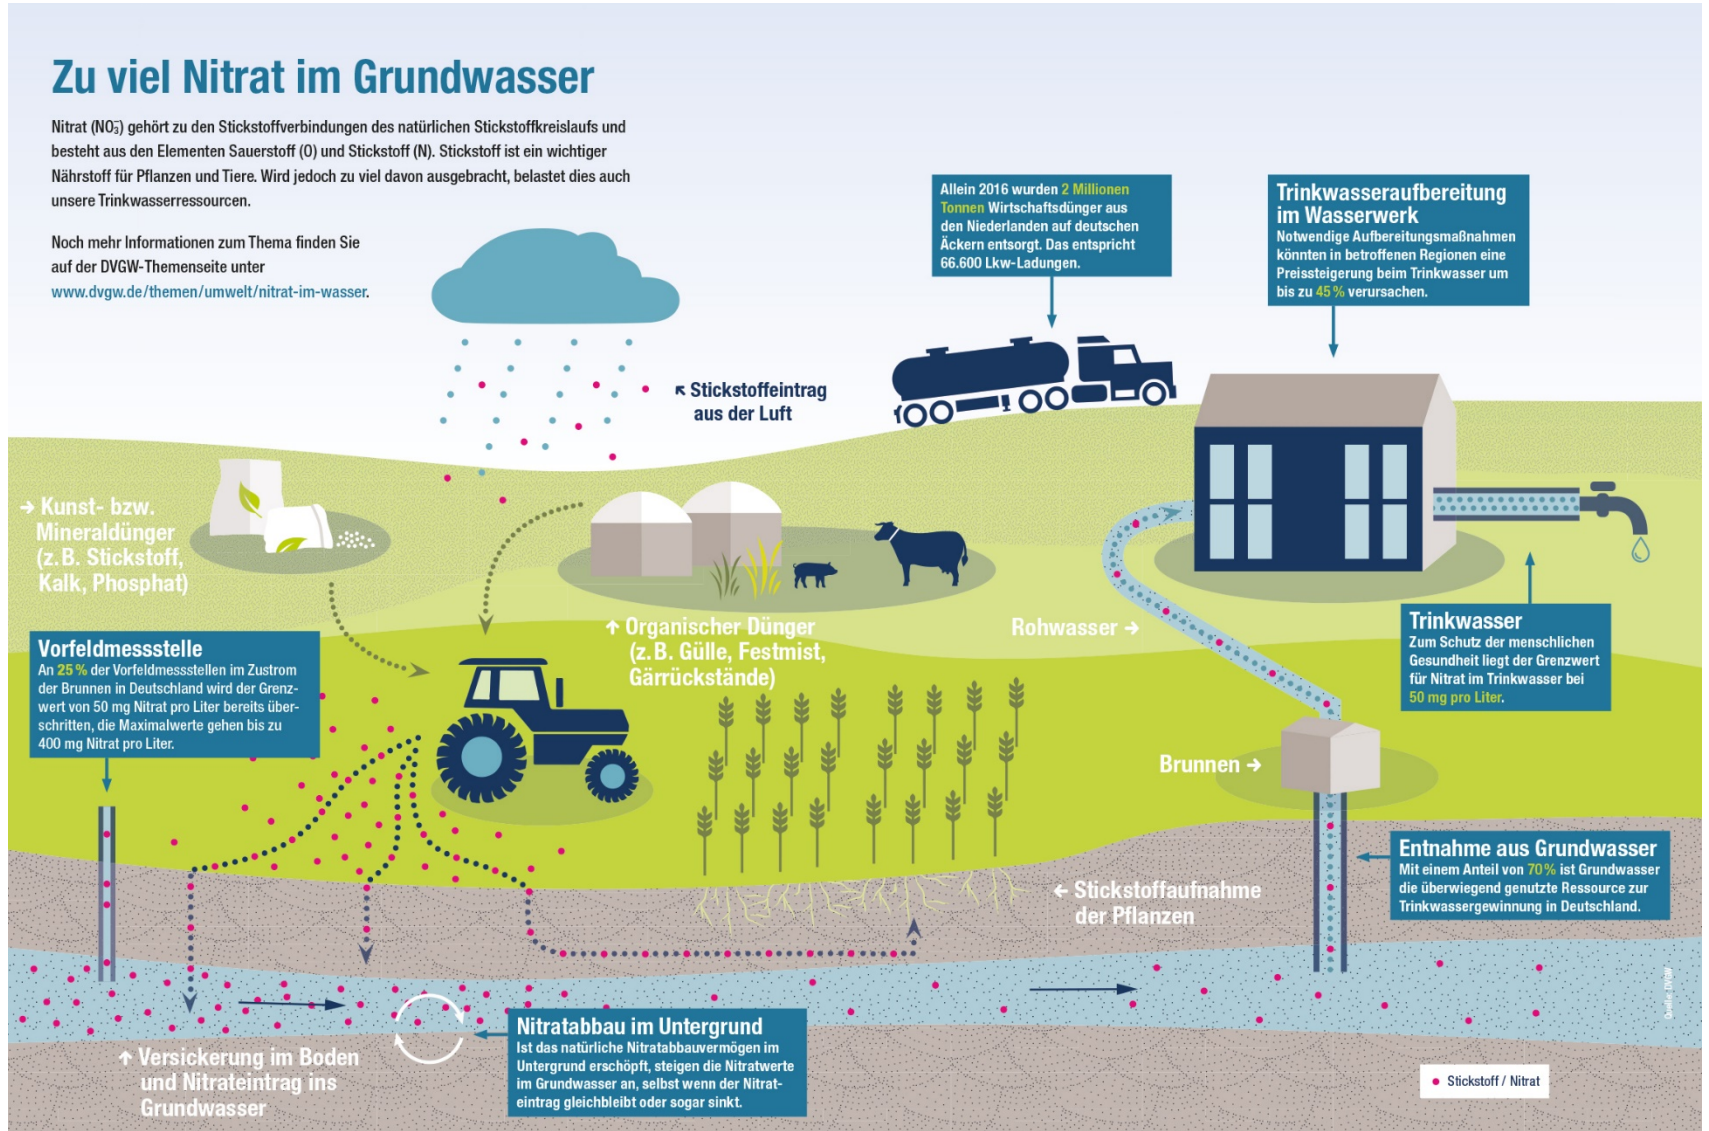 Zu viel Nitrat im Grundwasser
Nitrat (NO₃⁻) gehört zu den Stickstoffverbindungen des natürlichen Stickstoffkreislaufs und
besteht aus den Elementen Sauerstoff (O) und Stickstoff (N). Stickstoff ist ein wichtiger
Nährstoff für Pflanzen und Tiere. Wird jedoch zu viel davon ausgebracht, belastet dies auch
unsere Trinkwasserressourcen.
Noch mehr Informationen zum Thema finden Sie
auf der DVGW-Themenseite unter
www.dvgw.de/themen/umwelt/nitrat-im-wasser.
Allein 2016 wurden 2 Millionen
Tonnen Wirtschaftsdünger aus
den Niederlanden auf deutschen
Äckern entsorgt. Das entspricht
66.600 Lkw-Ladungen.
Trinkwasseraufbereitung
im Wasserwerk
Notwendige Aufbereitungsmaßnahmen
könnten in betroffenen Regionen eine
Preissteigerung beim Trinkwasser um
bis zu 45 % verursachen.
↖ Stickstoffeintrag
aus der Luft
→ Kunst- bzw.
Mineraldünger
(z. B. Stickstoff,
Kalk, Phosphat)
↑ Organischer Dünger
(z. B. Gülle, Festmist,
Gärrückstände)
Rohwasser →
Trinkwasser
Zum Schutz der menschlichen
Gesundheit liegt der Grenzwert
für Nitrat im Trinkwasser bei
50 mg pro Liter.
Vorfeldmessstelle
An 25 % der Vorfeldmessstellen im Zustrom
der Brunnen in Deutschland wird der Grenz-
wert von 50 mg Nitrat pro Liter bereits über-
schritten, die Maximalwerte gehen bis zu
400 mg Nitrat pro Liter.
Brunnen →
Entnahme aus Grundwasser
Mit einem Anteil von 70 % ist Grundwasser
die überwiegend genutzte Ressource zur
Trinkwassergewinnung in Deutschland.
← Stickstoffaufnahme
der Pflanzen
Nitratabbau im Untergrund
Ist das natürliche Nitratabbauvermögen im
Untergrund erschöpft, steigen die Nitratwerte
im Grundwasser an, selbst wenn der Nitrat-
eintrag gleichbleibt oder sogar sinkt.
↑ Versickerung im Boden
und Nitrateintrag ins
Grundwasser
Stickstoff / Nitrat
Quelle: DVGW